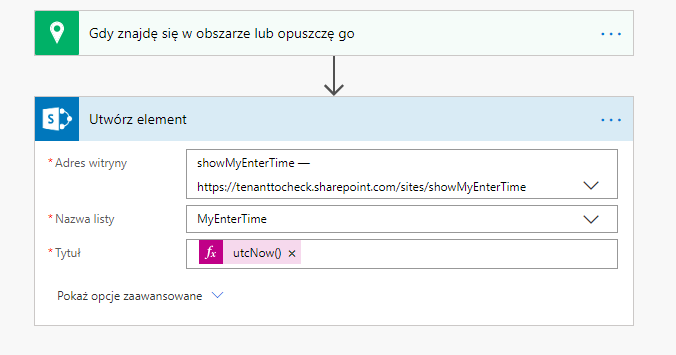 Gdy znajdę się w obszarze lub opuszczę go
Utwórz element
* Adres witryny
showMyEnterTime —
https://tenanttocheck.sharepoint.com/sites/showMyEnterTime
* Nazwa listy
MyEnterTime
* Tytuł
fx utcNow() ×
Pokaż opcje zaawansowane